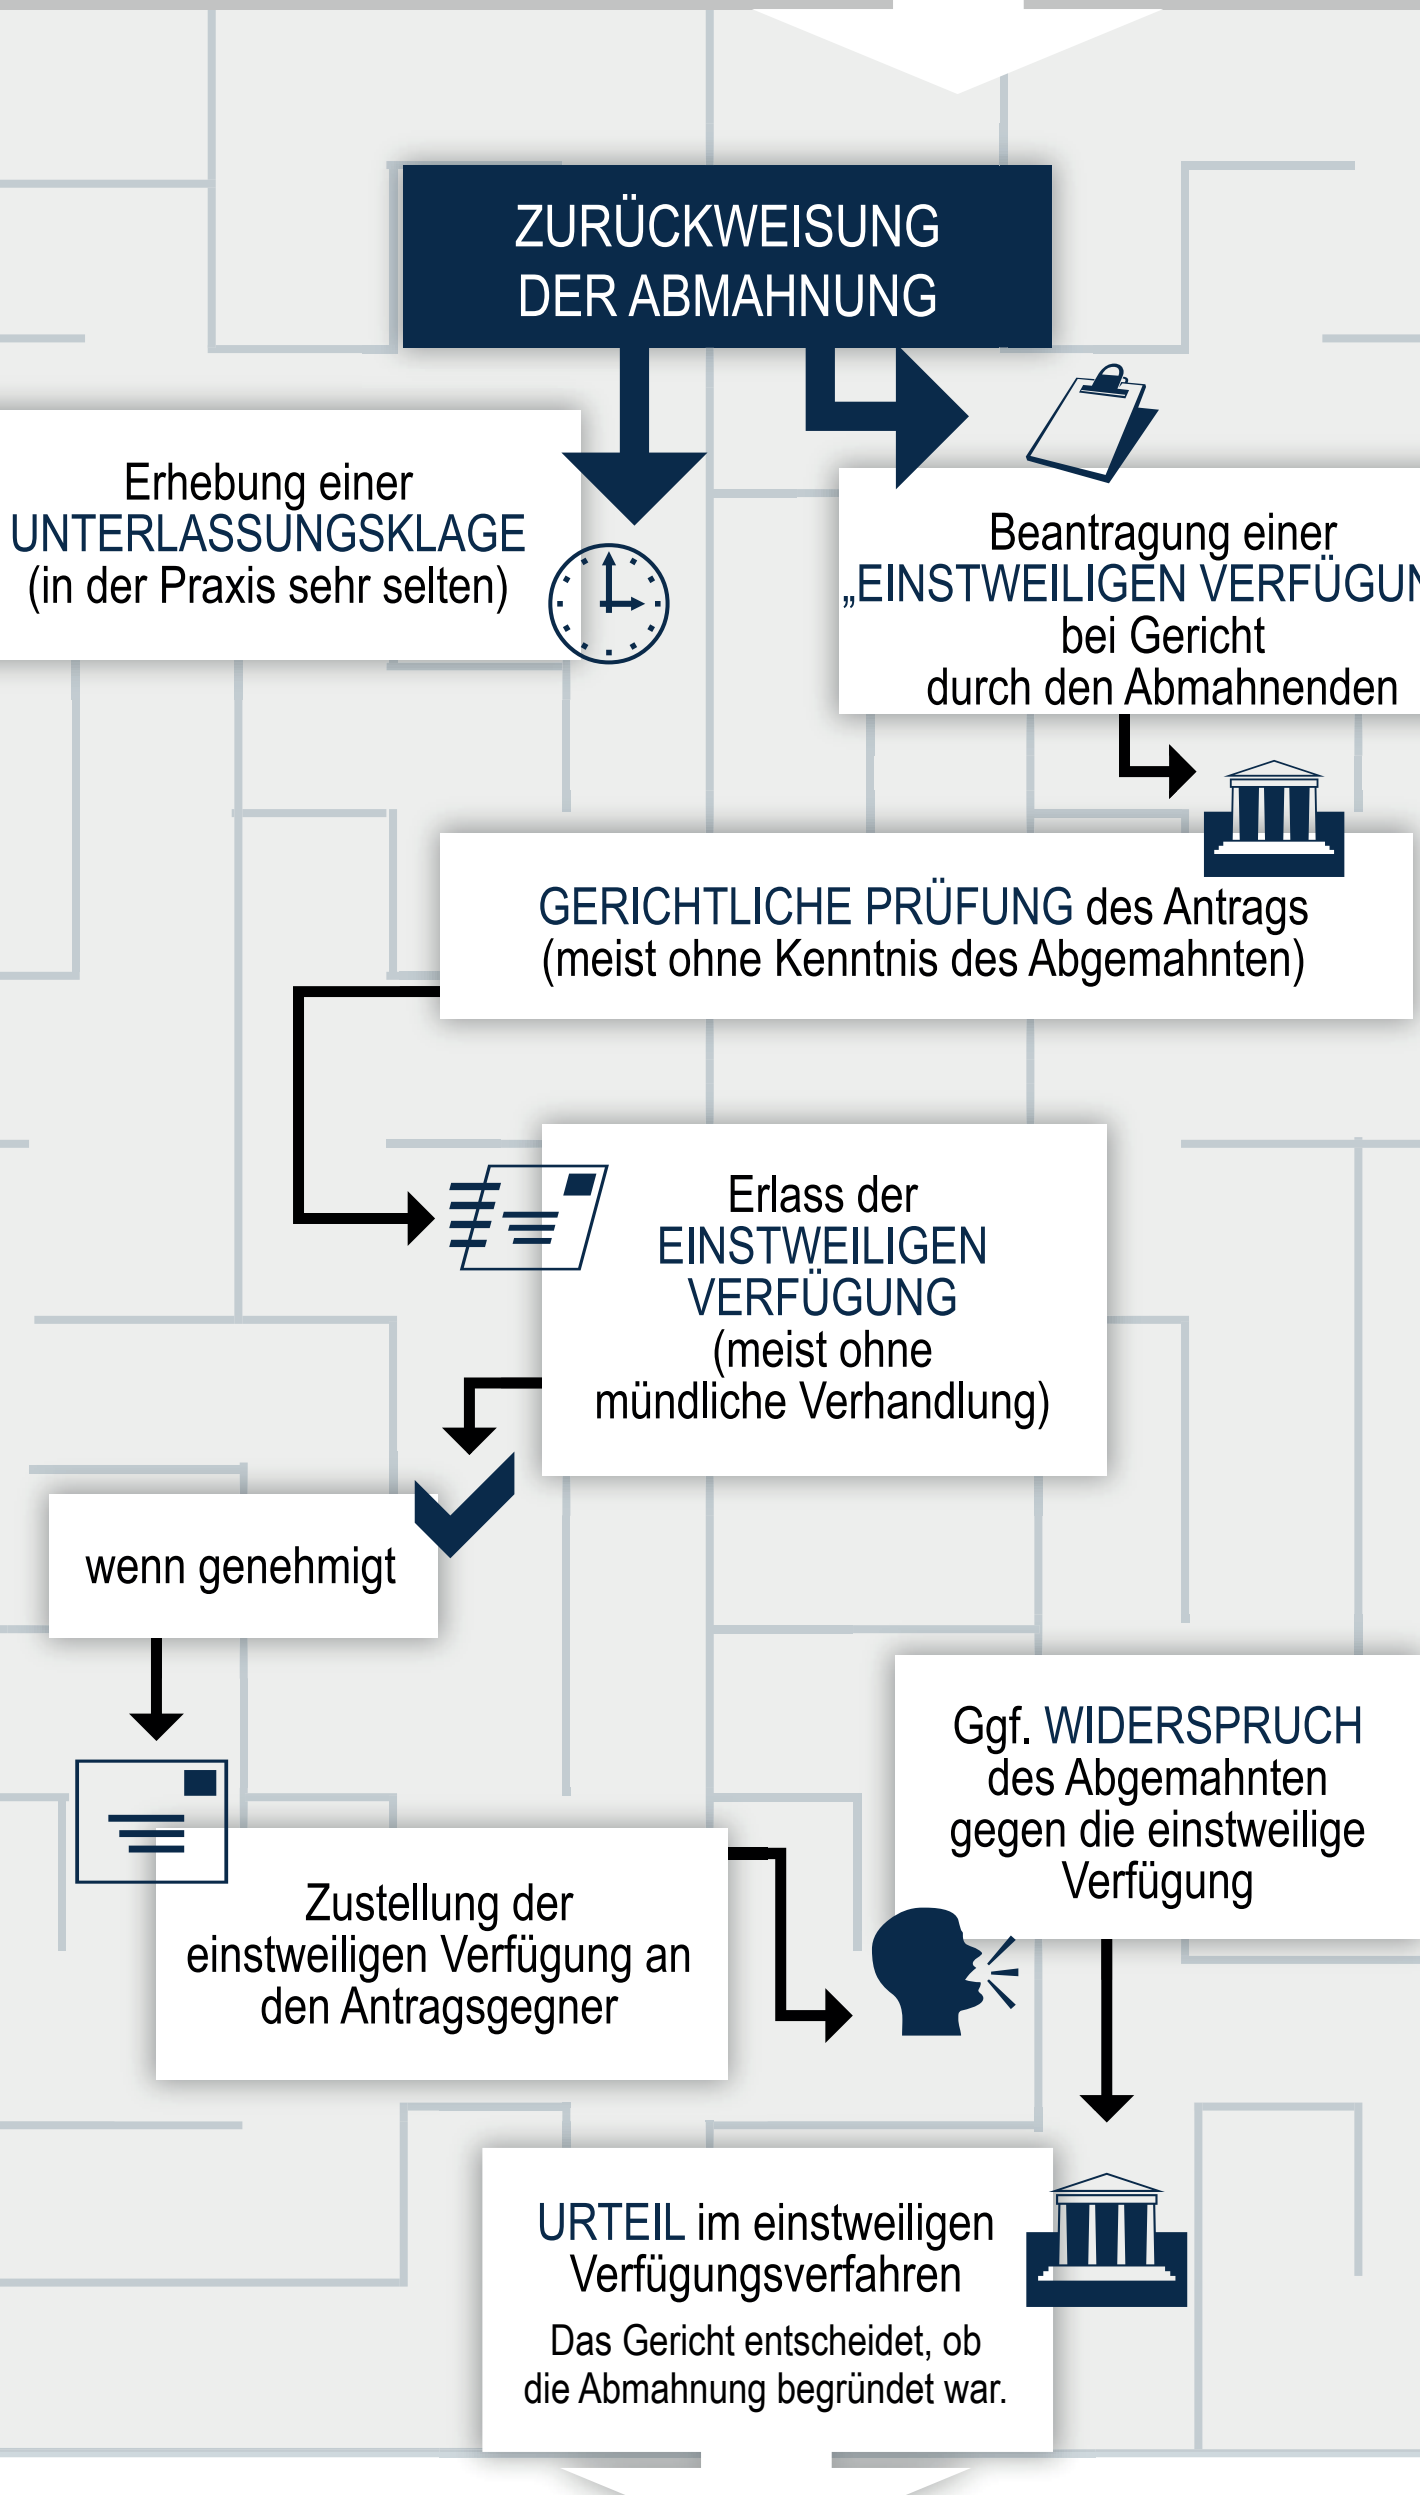 ZURÜCKWEISUNG
DER ABMAHNUNG
Erhebung einer
UNTERLASSUNGSKLAGE
(in der Praxis sehr selten)
Beantragung einer
„EINSTWEILIGEN VERFÜGUN
bei Gericht
durch den Abmahnenden
GERICHTLICHE PRÜFUNG des Antrags
(meist ohne Kenntnis des Abgemahnten)
Erlass der
EINSTWEILIGEN
VERFÜGUNG
(meist ohne
mündliche Verhandlung)
wenn genehmigt
Ggf. WIDERSPRUCH
des Abgemahnten
gegen die einstweilige
Verfügung
Zustellung der
einstweiligen Verfügung an
den Antragsgegner
URTEIL im einstweiligen
Verfügungsverfahren
Das Gericht entscheidet, ob
die Abmahnung begründet war.